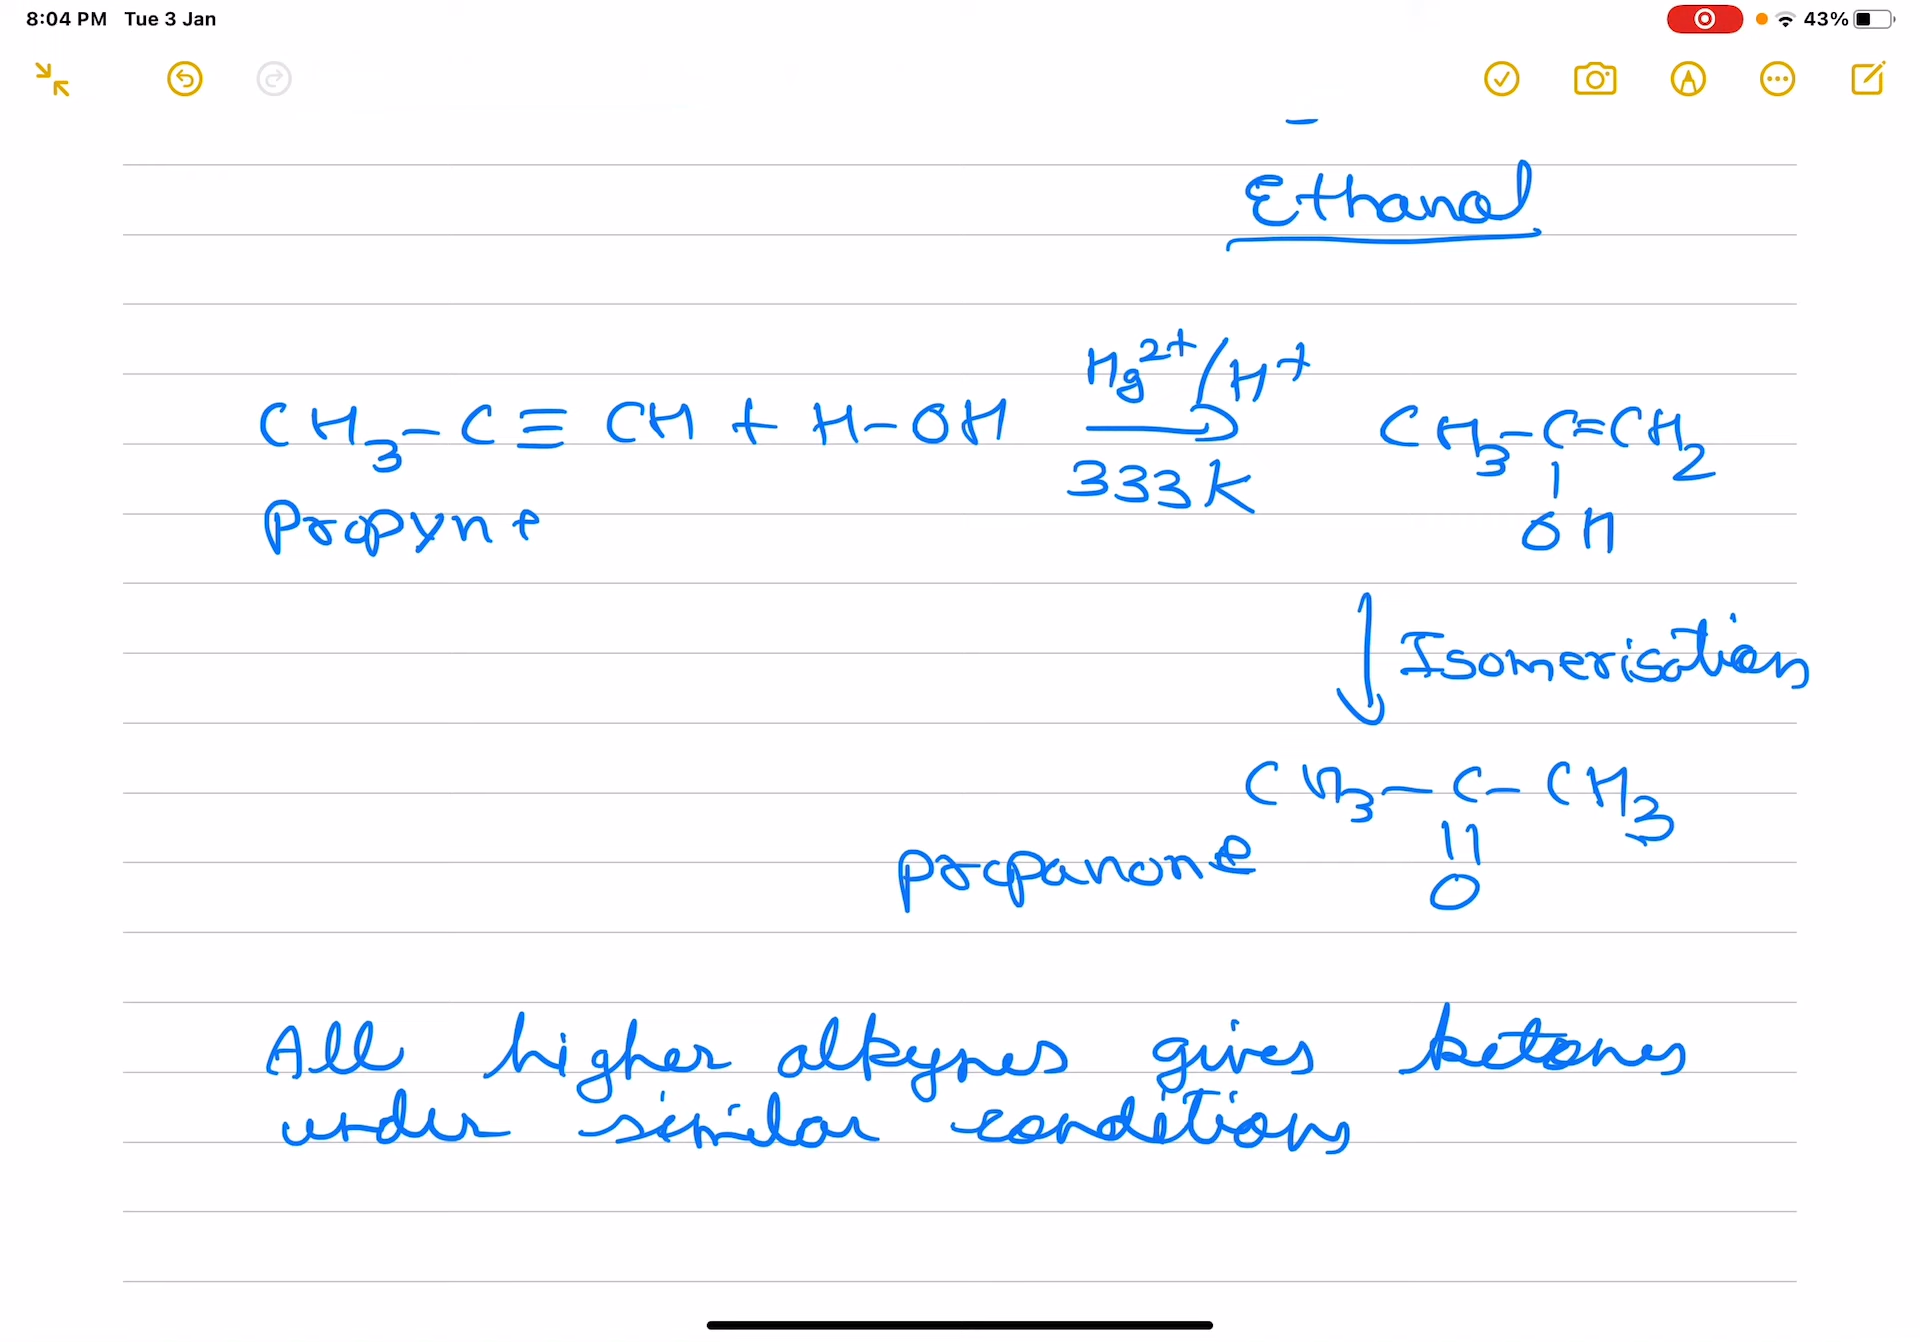 8:04 PM Tue 3 Jan 43%
Ethanal
CH₃-C≡CH + H-OH Hg²⁺/H⁺ → 333K CH₃-C=CH₂
|
OH
Propyne
↓ Isomerisation
CH₃-C-CH₃
||
O
propanone
All higher alkynes gives ketones
under similar conditions